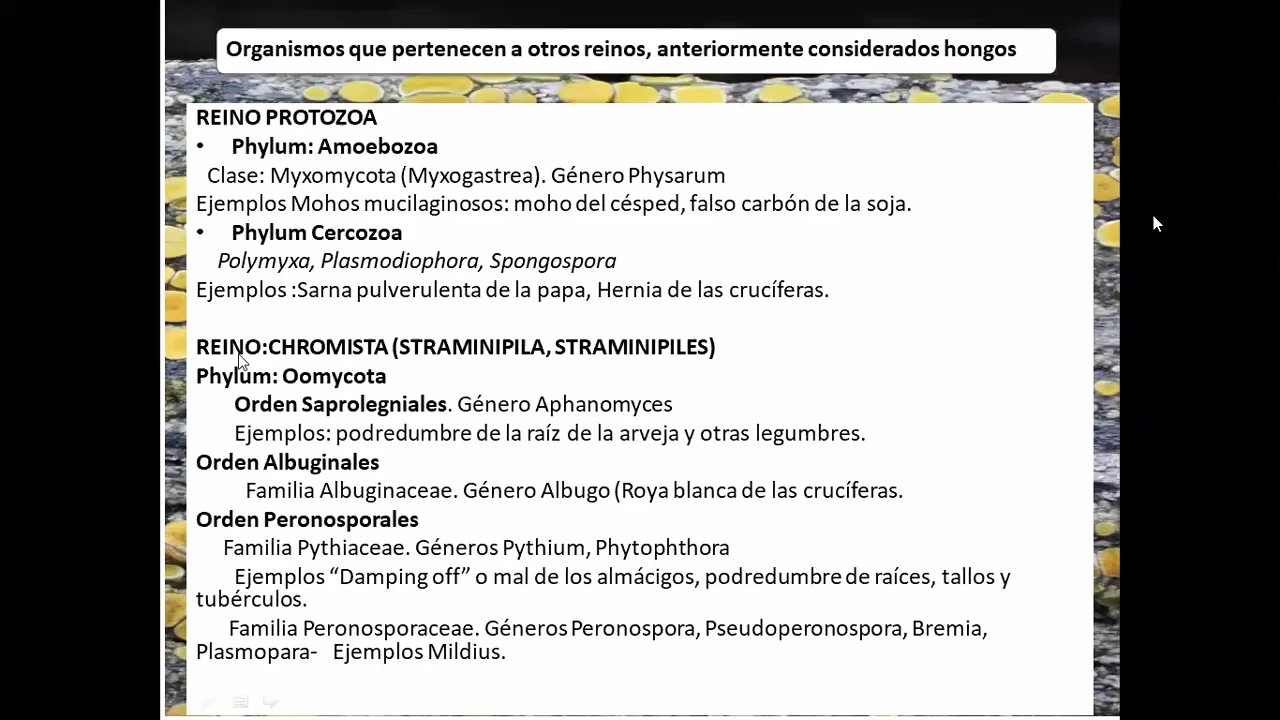 Organismos que pertenecen a otros reinos, anteriormente considerados hongos
REINO PROTOZOA
• Phylum: Amoebozoa
Clase: Myxomycota (Myxogastrea). Género Physarum
Ejemplos Mohos mucilaginosos: moho del césped, falso carbón de la soja.
• Phylum Cercozoa
Polymyxa, Plasmodiophora, Spongospora
Ejemplos :Sarna pulverulenta de la papa, Hernia de las crucíferas.
REINO:CHROMISTA (STRAMINIPILA, STRAMINIPILES)
Phylum: Oomycota
Orden Saprolegniales. Género Aphanomyces
Ejemplos: podredumbre de la raíz de la arveja y otras legumbres.
Orden Albuginales
Familia Albuginaceae. Género Albugo (Roya blanca de las crucíferas.
Orden Peronosporales
Familia Pythiaceae. Géneros Pythium, Phytophthora
Ejemplos “Damping off” o mal de los almácigos, podredumbre de raíces, tallos y
tubérculos.
Familia Peronosporaceae. Géneros Peronospora, Pseudoperonospora, Bremia,
Plasmopara- Ejemplos Mildius.